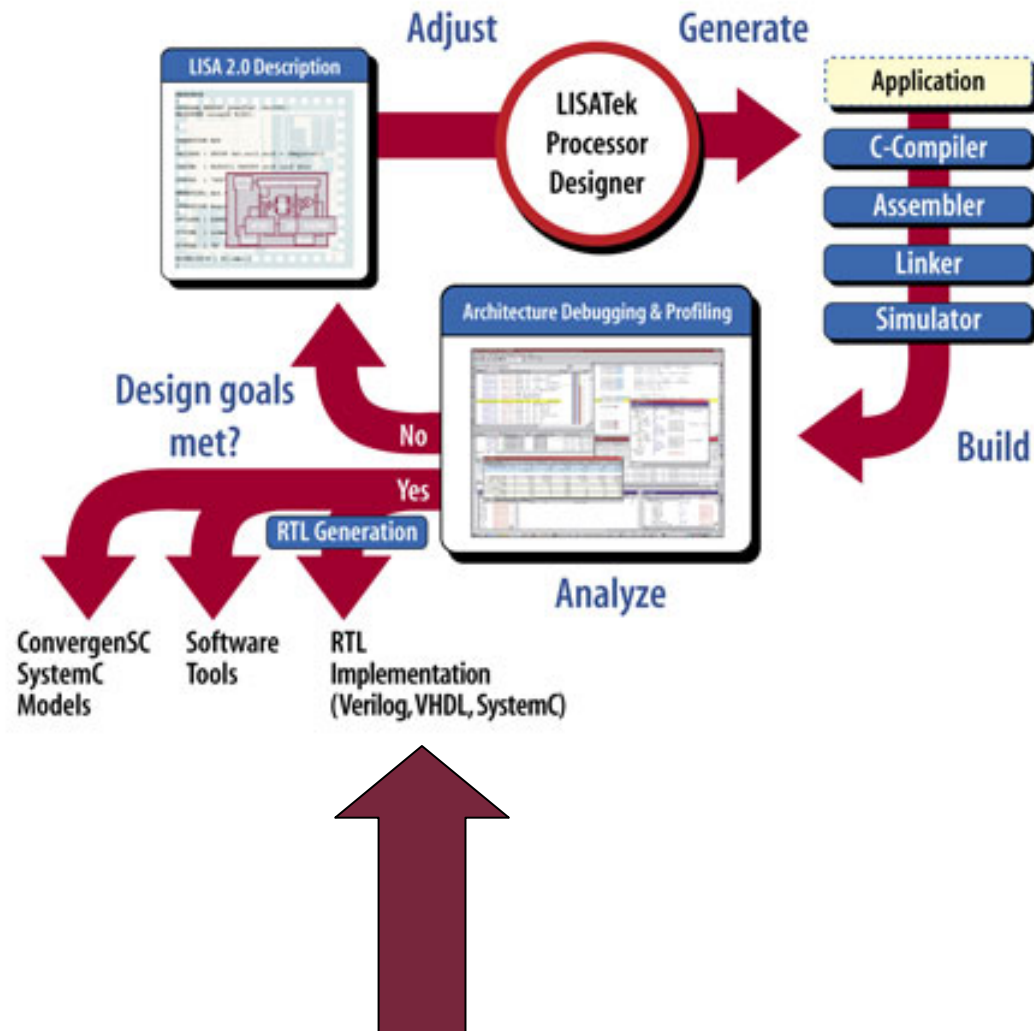 Adjust
Generate
LISA 2.0 Description
LISATek
Processor
Designer
Application
C-Compiler
Assembler
Linker
Simulator
Build
Architecture Debugging & Profiling
Analyze
Design goals
met?
No
Yes
RTL Generation
ConvergenSC
SystemC
Models
Software
Tools
RTL
Implementation
(Verilog, VHDL, SystemC)